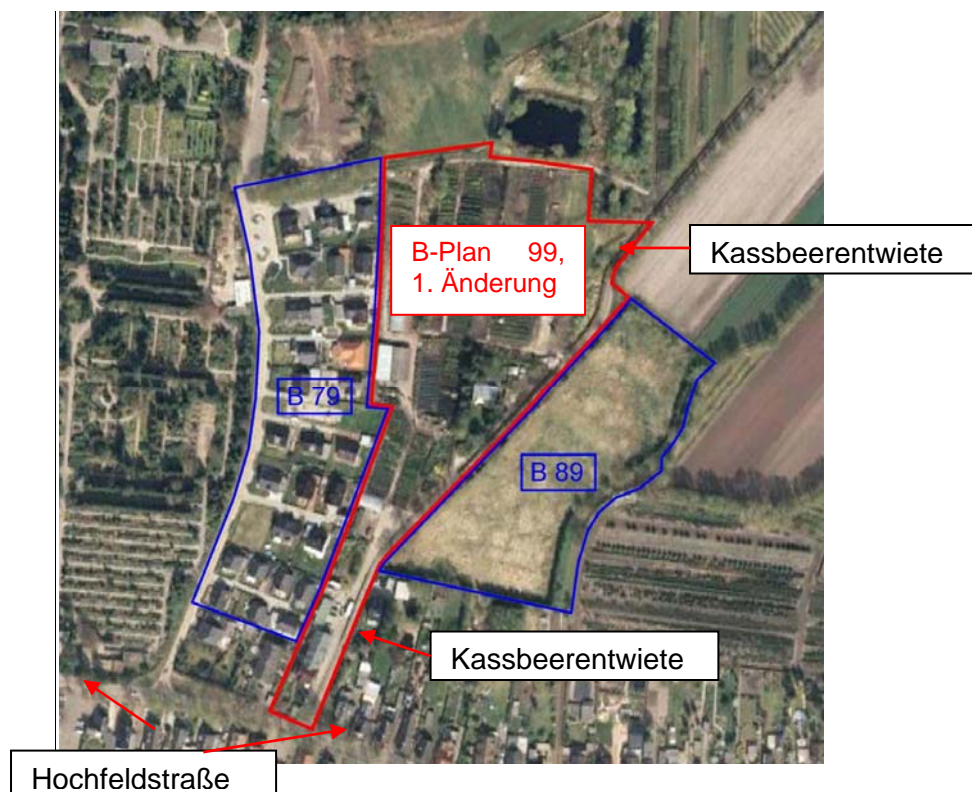 B-Plan 99,
1. Änderung
Kassbeerentwiete
B 79
B 89
Kassbeerentwiete
Hochfeldstraße